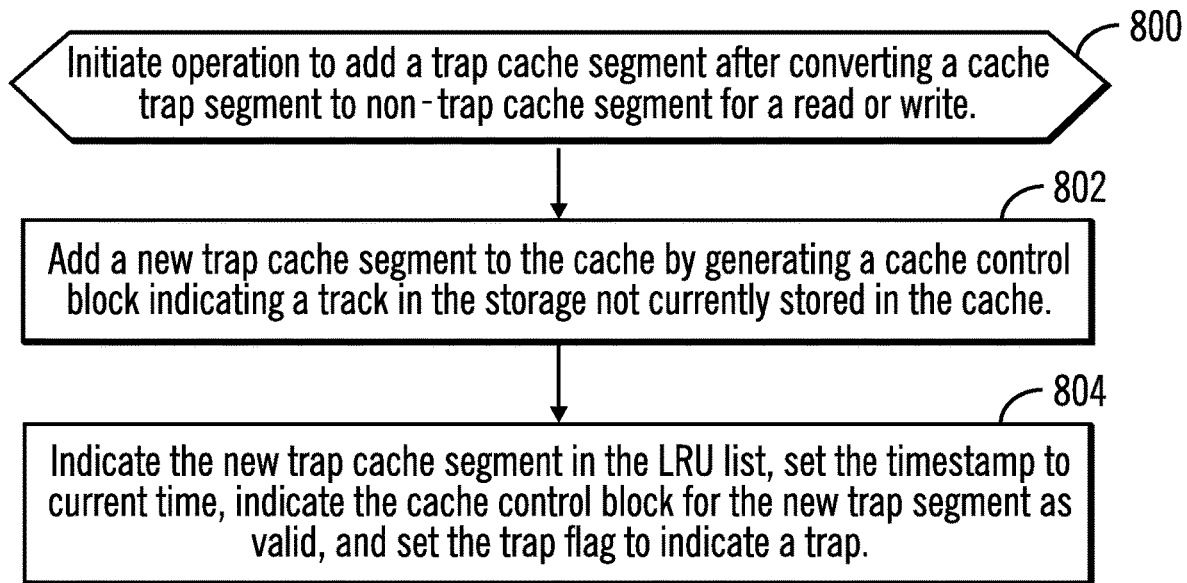 800
Initiate operation to add a trap cache segment after converting a cache
trap segment to non-trap cache segment for a read or write.
802
Add a new trap cache segment to the cache by generating a cache control
block indicating a track in the storage not currently stored in the cache.
804
Indicate the new trap cache segment in the LRU list, set the timestamp to
current time, indicate the cache control block for the new trap segment as
valid, and set the trap flag to indicate a trap.